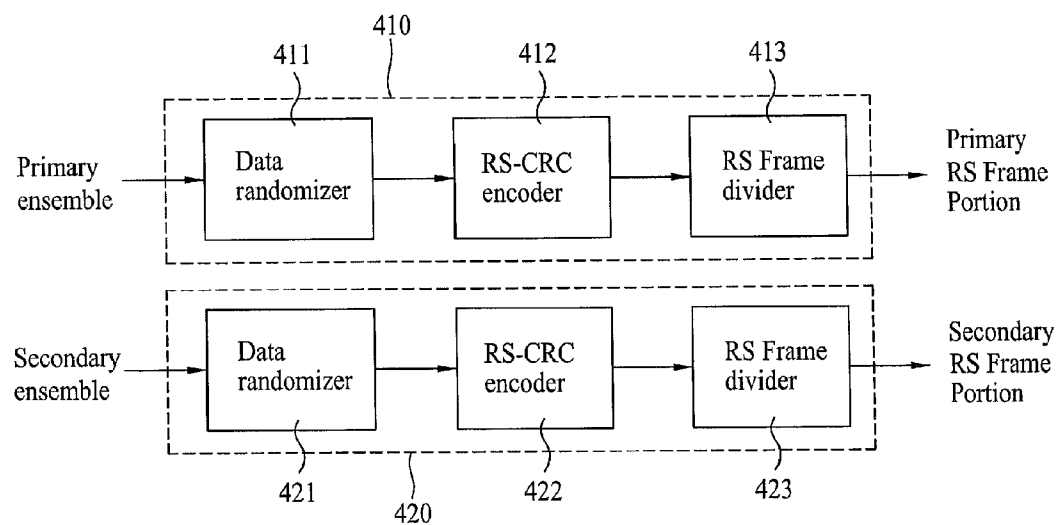 410
411
412
413
Primary
ensemble
Data
randomizer
RS-CRC
encoder
RS Frame
divider
Primary
RS Frame
Portion
Secondary
ensemble
Data
randomizer
RS-CRC
encoder
RS Frame
divider
Secondary
RS Frame
Portion
421
420
422
423